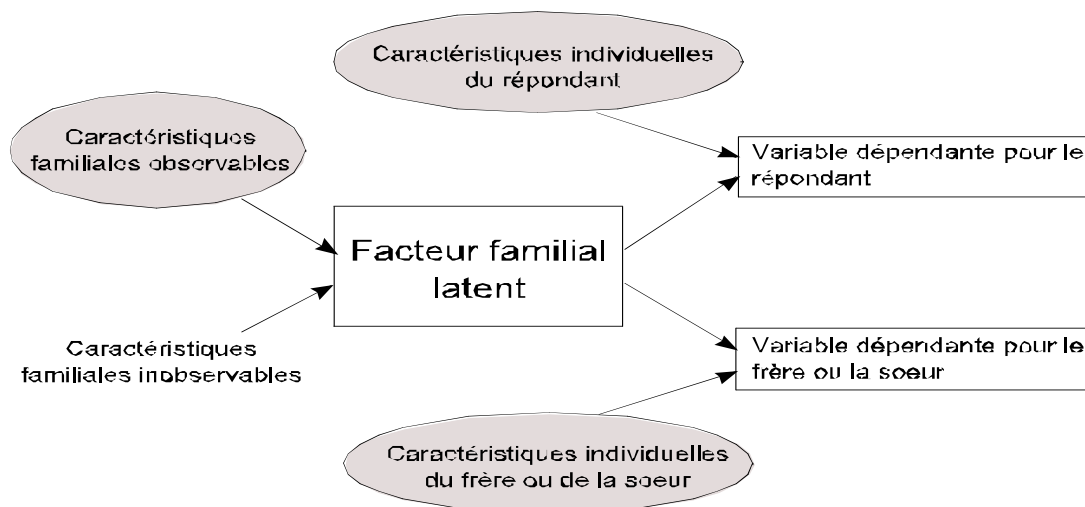 Caractéristiques individuelles
du répondant
Caractéristiques
familiales observables
Variable dépendante pour le
répondant
Facteur familial
latent
Caractéristiques
familiales inobservables
Variable dépendante pour le
frère ou la soeur
Caractéristiques individuelles
du frère ou de la soeur